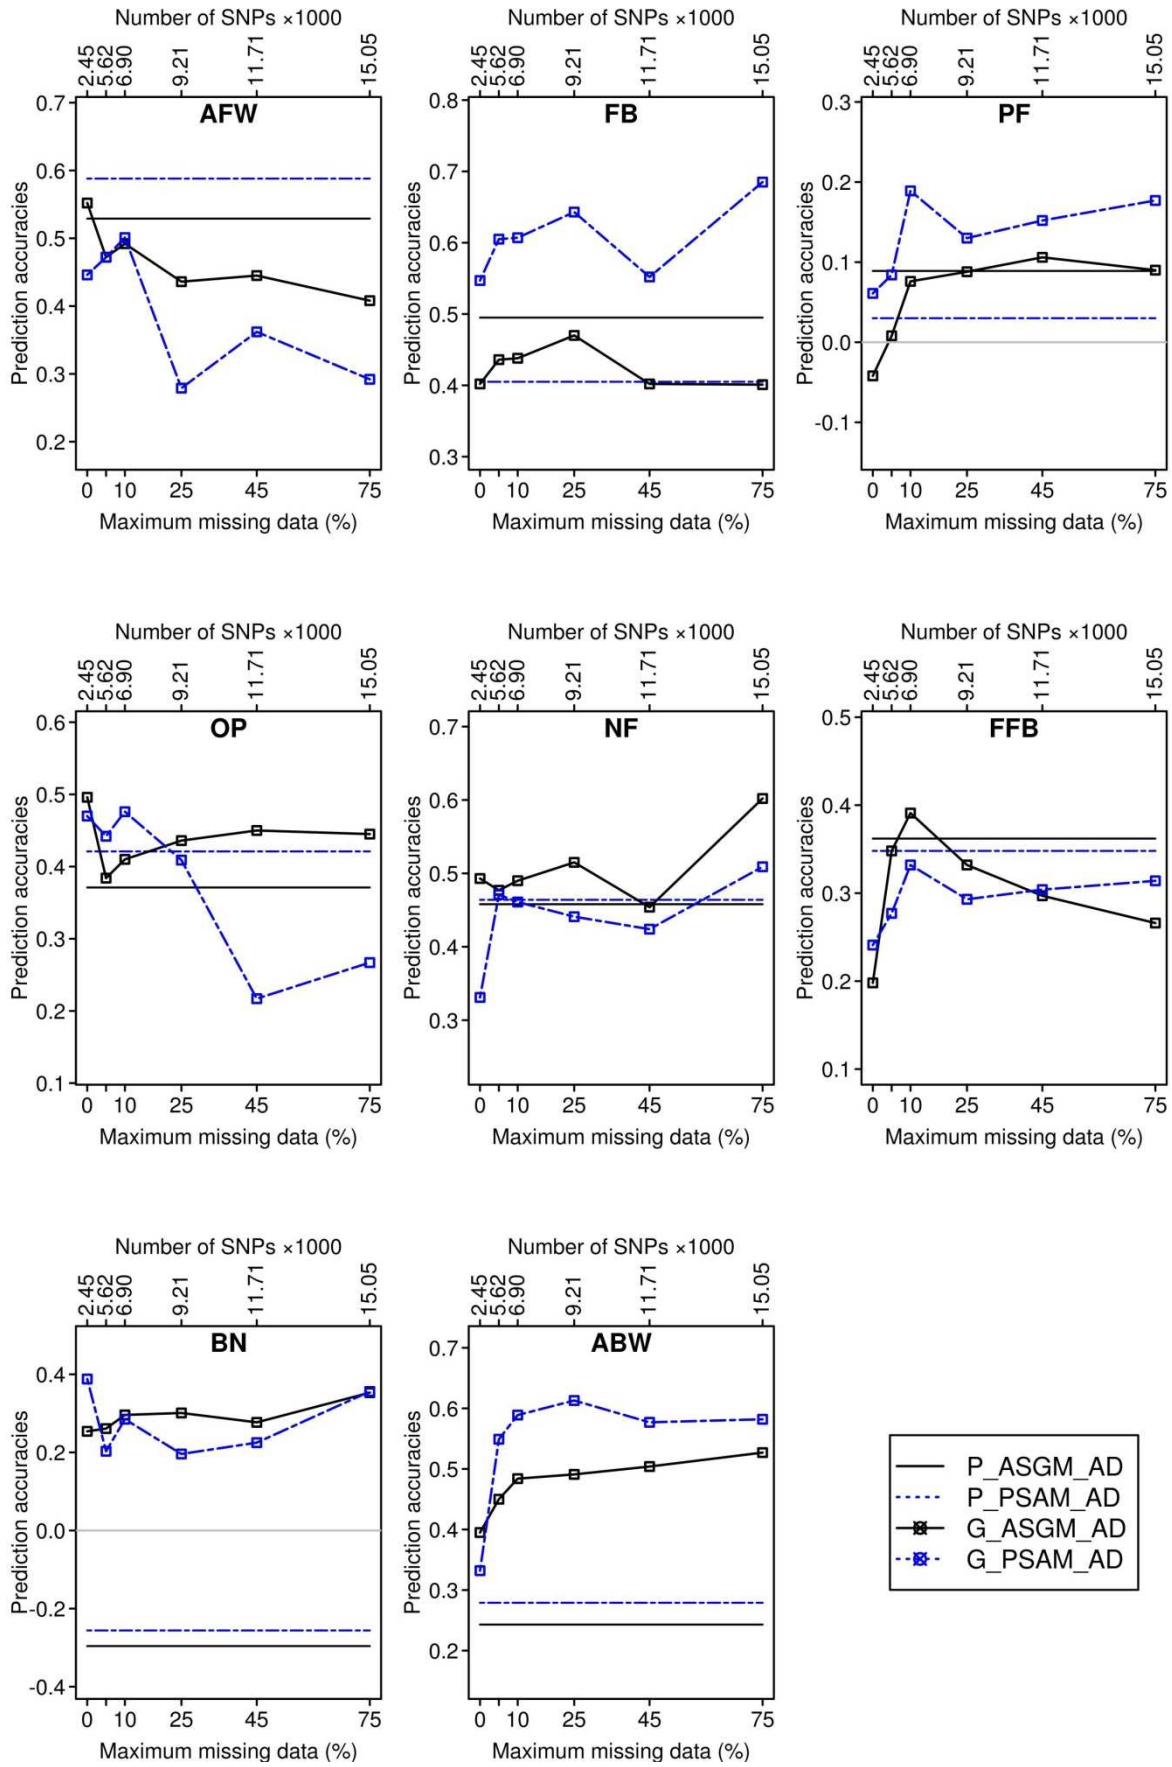 Number of SNPs ×1000
2.45 5.62 6.90 9.21 11.71 15.05
AFW
Prediction accuracies
0.7
0.6
0.5
0.4
0.3
0.2
0 10 25 45 75
Maximum missing data (%)
Number of SNPs ×1000
2.45 5.62 6.90 9.21 11.71 15.05
FB
Prediction accuracies
0.8
0.7
0.6
0.5
0.4
0.3
0 10 25 45 75
Maximum missing data (%)
Number of SNPs ×1000
2.45 5.62 6.90 9.21 11.71 15.05
PF
Prediction accuracies
0.3
0.2
0.1
0.0
-0.1
0 10 25 45 75
Maximum missing data (%)
Number of SNPs ×1000
2.45 5.62 6.90 9.21 11.71 15.05
OP
Prediction accuracies
0.6
0.5
0.4
0.3
0.2
0.1
0 10 25 45 75
Maximum missing data (%)
Number of SNPs ×1000
2.45 5.62 6.90 9.21 11.71 15.05
NF
Prediction accuracies
0.7
0.6
0.5
0.4
0.3
0 10 25 45 75
Maximum missing data (%)
Number of SNPs ×1000
2.45 5.62 6.90 9.21 11.71 15.05
FFB
Prediction accuracies
0.5
0.4
0.3
0.2
0.1
0 10 25 45 75
Maximum missing data (%)
Number of SNPs ×1000
2.45 5.62 6.90 9.21 11.71 15.05
BN
Prediction accuracies
0.4
0.2
0.0
-0.2
-0.4
0 10 25 45 75
Maximum missing data (%)
Number of SNPs ×1000
2.45 5.62 6.90 9.21 11.71 15.05
ABW
Prediction accuracies
0.7
0.6
0.5
0.4
0.3
0.2
0 10 25 45 75
Maximum missing data (%)
P_ASGM_AD
P_PSAM_AD
G_ASGM_AD
G_PSAM_AD